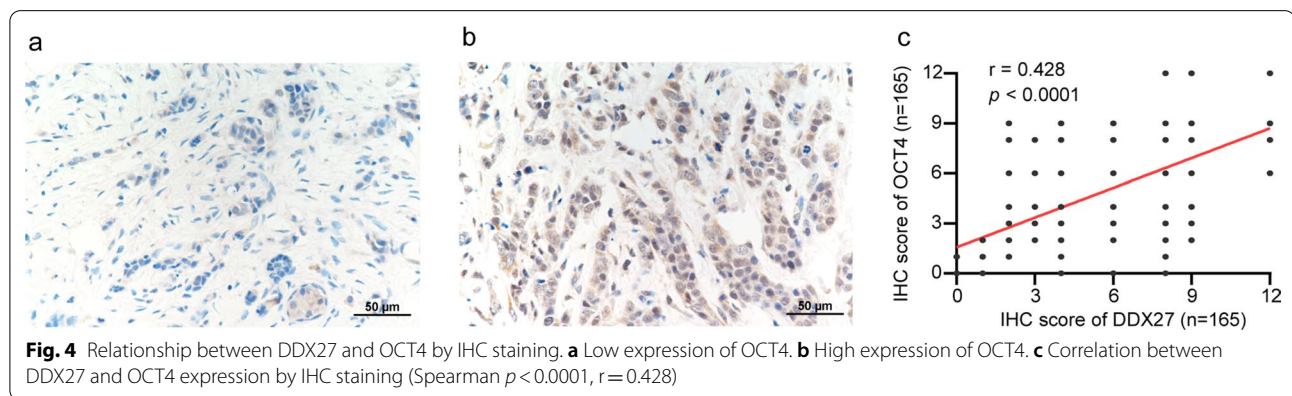 a
50 µm
b
50 µm
c
r = 0.428
p < 0.0001
IHC score of OCT4 (n=165)
12
9
6
3
0
0 3 6 9 12
IHC score of DDX27 (n=165)
Fig. 4 Relationship between DDX27 and OCT4 by IHC staining. a Low expression of OCT4. b High expression of OCT4. c Correlation between
DDX27 and OCT4 expression by IHC staining (Spearman p < 0.0001, r = 0.428)